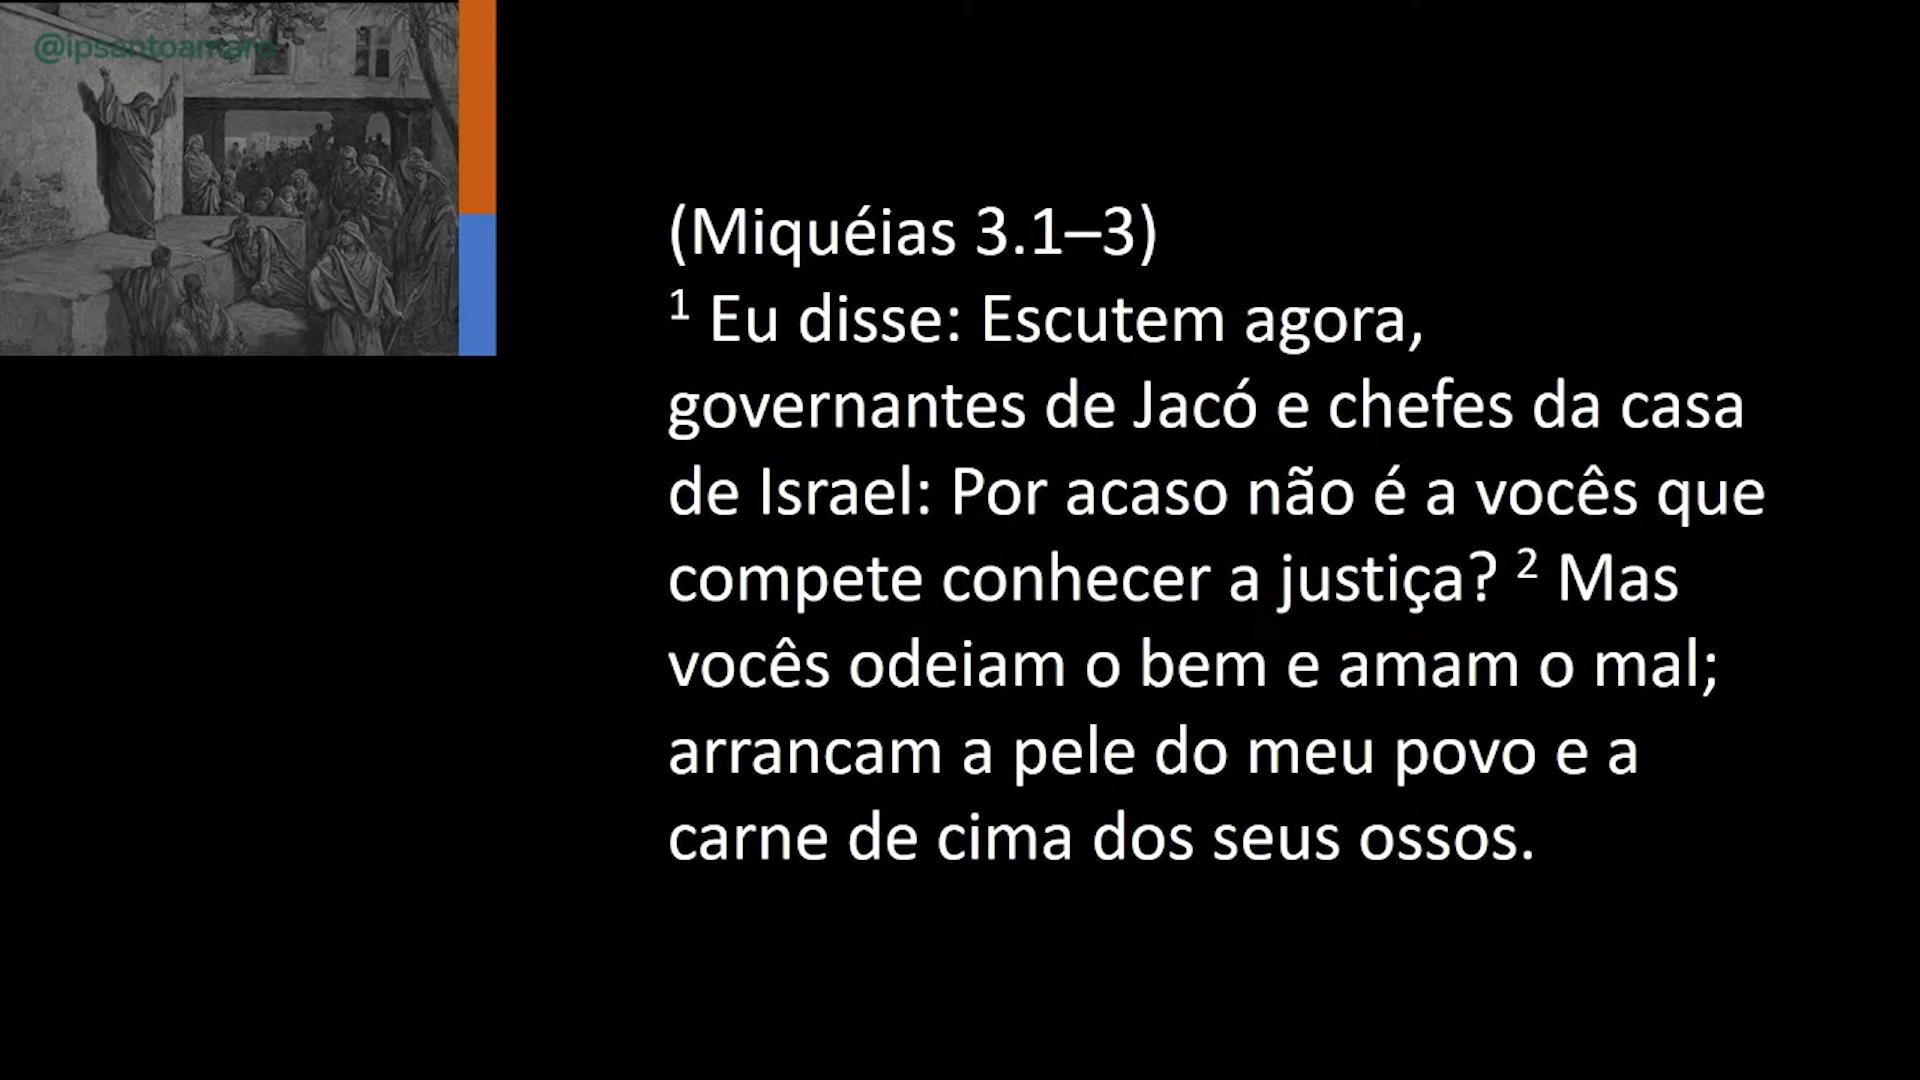 @ipsantoamaro
(Miquéias 3.1–3)
¹ Eu disse: Escutem agora,
governantes de Jacó e chefes da casa
de Israel: Por acaso não é a vocês que
compete conhecer a justiça? ² Mas
vocês odeiam o bem e amam o mal;
arrancam a pele do meu povo e a
carne de cima dos seus ossos.